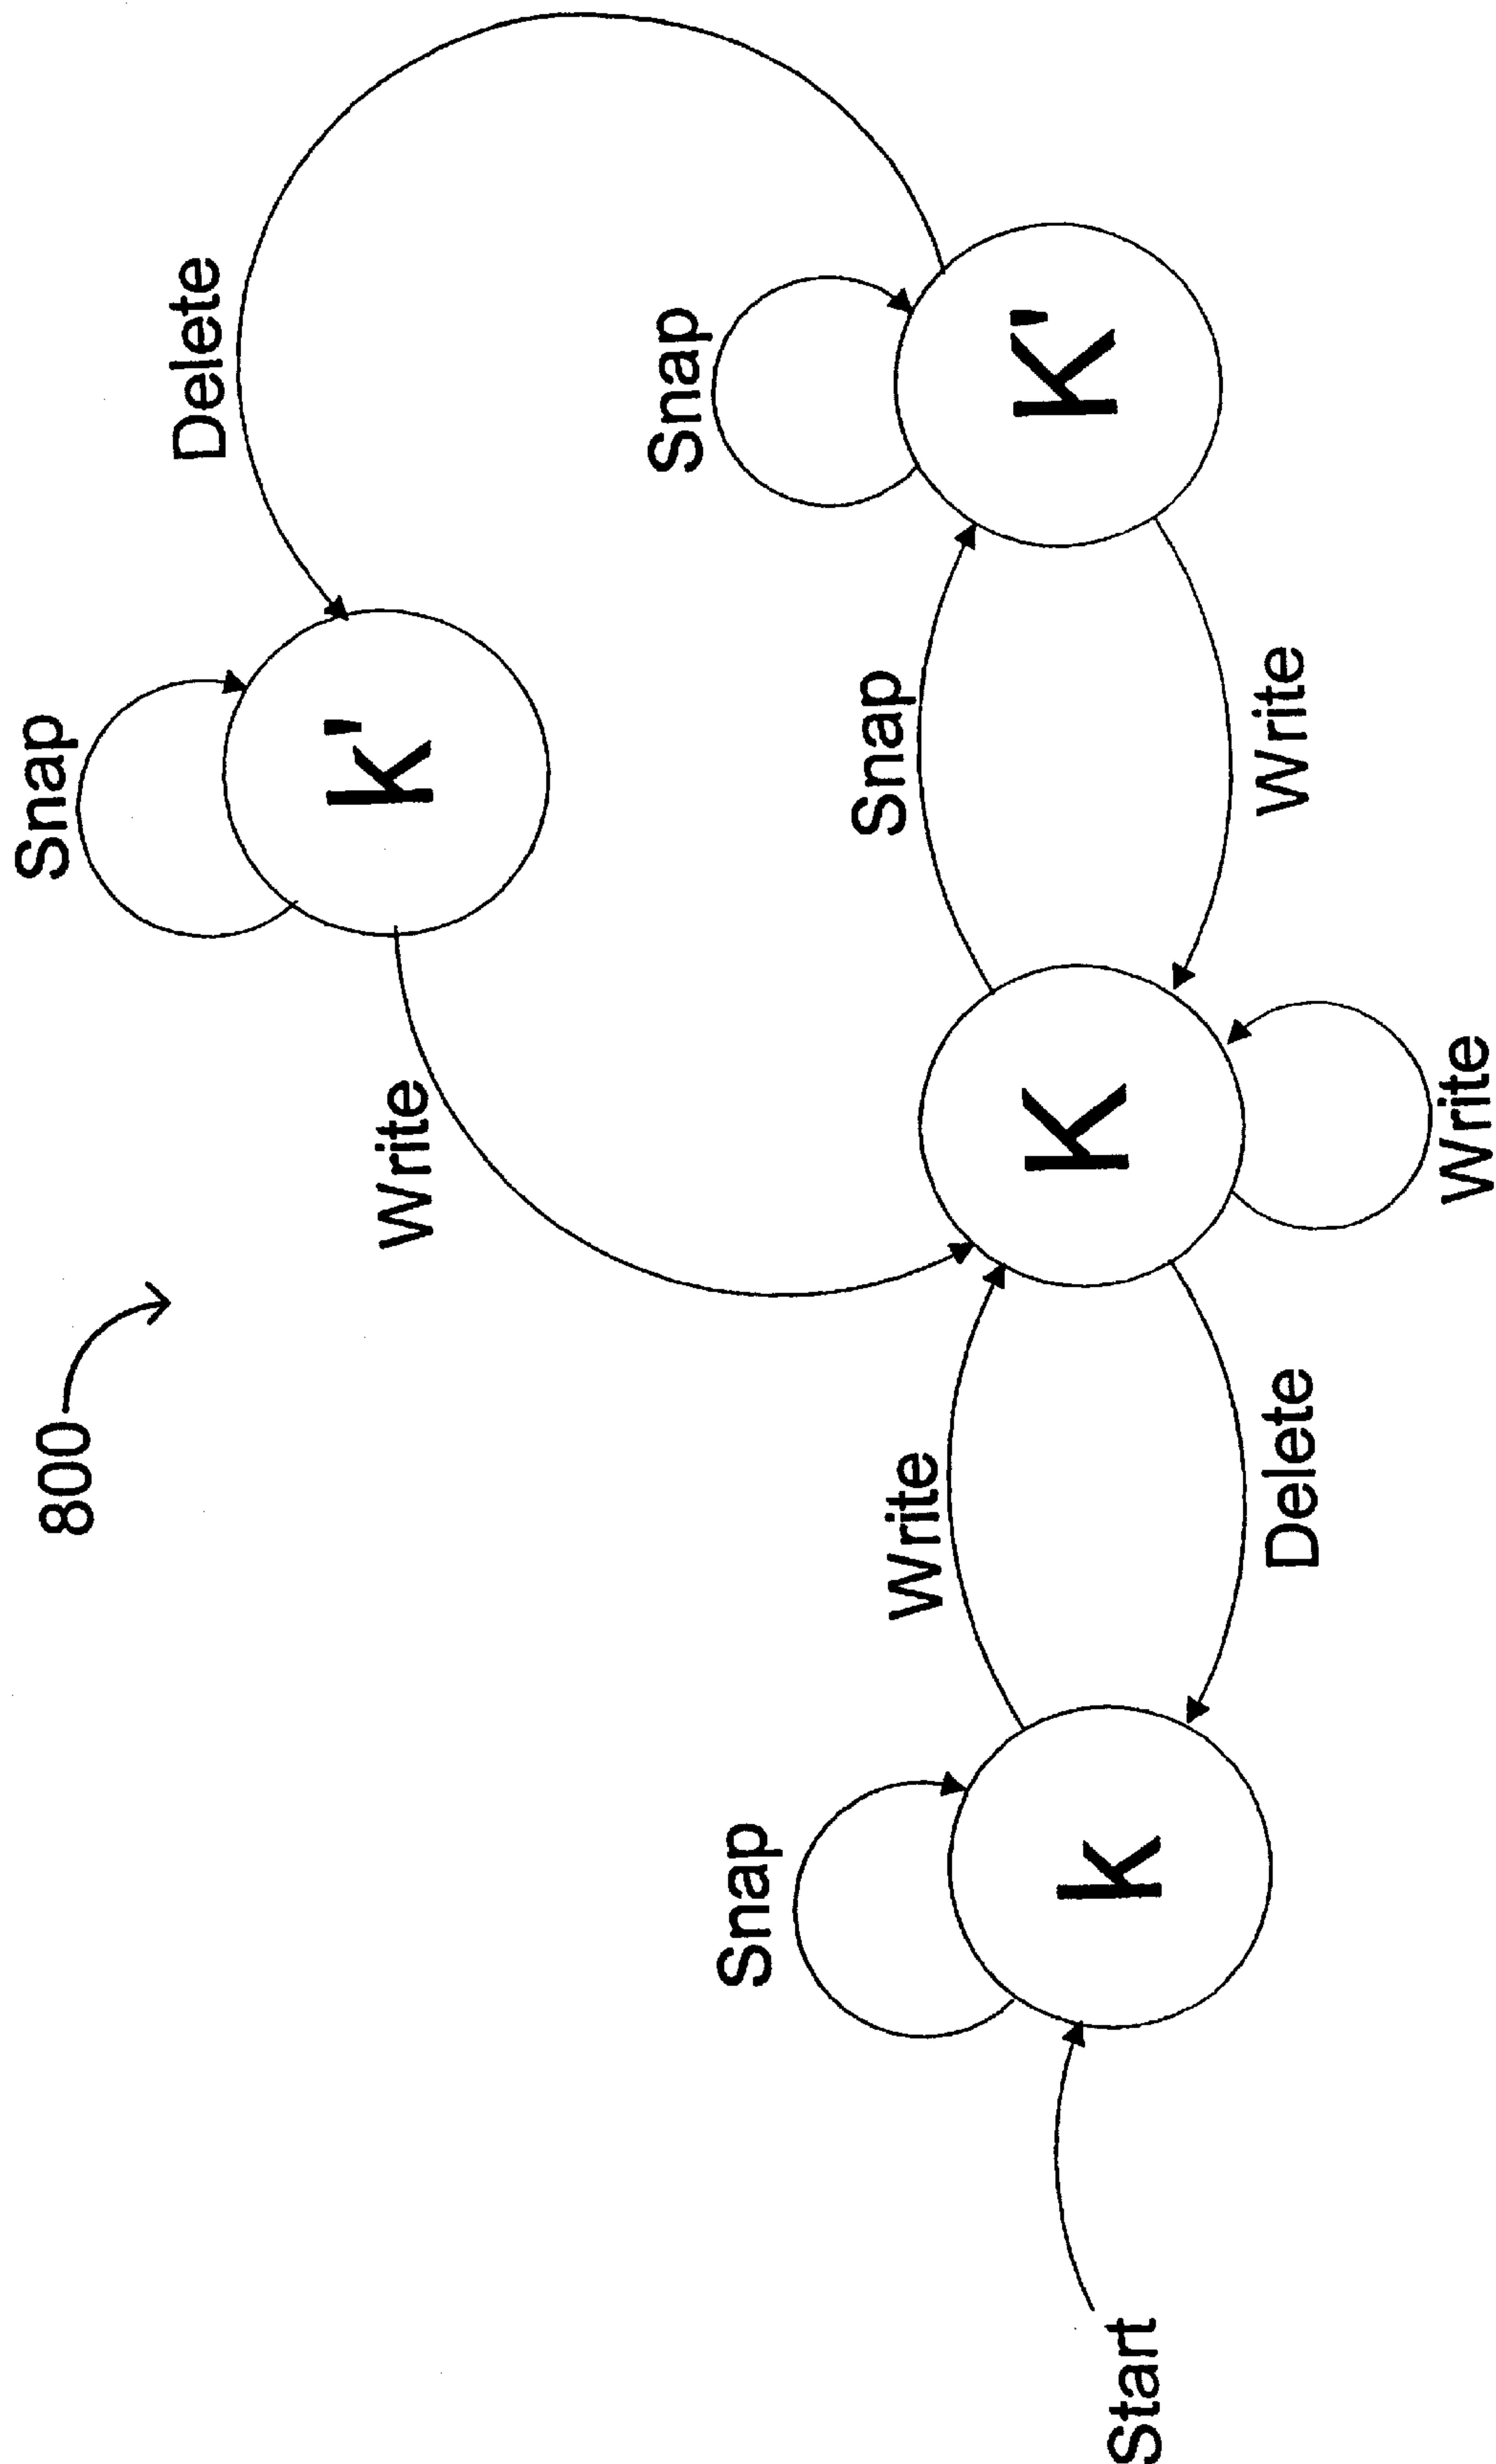 800
Snap
Delete
Write
k'
Snap
Snap
Snap
Write
Start
k
K
K'
Delete
Write
Write